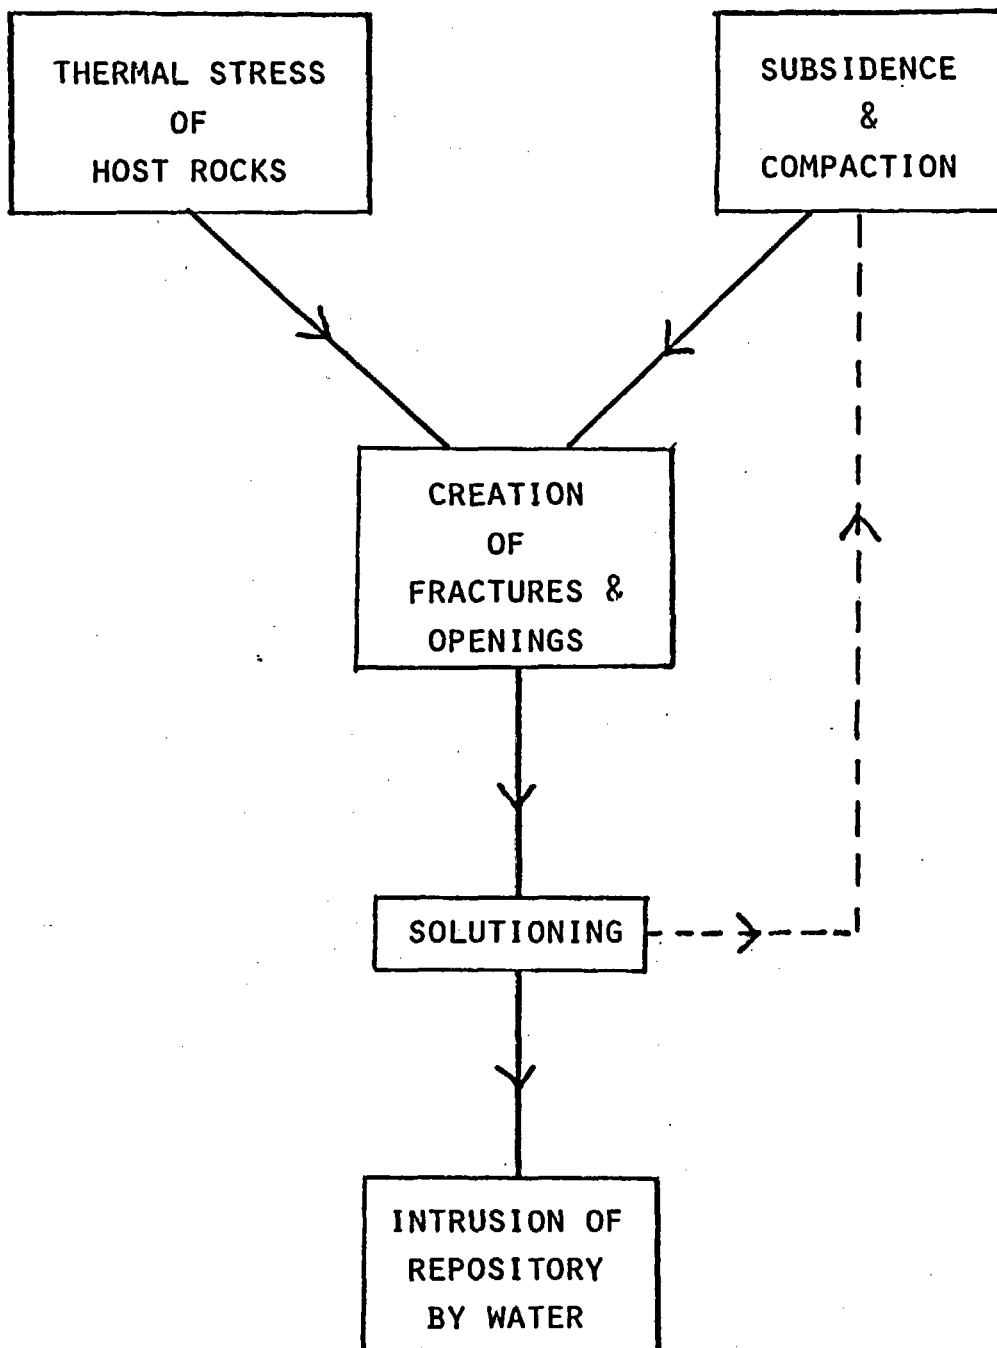 THERMAL STRESS
OF
HOST ROCKS
SUBSIDENCE
&
COMPACTION
CREATION
OF
FRACTURES &
OPENINGS
SOLUTIONING
INTRUSION OF
REPOSITORY
BY WATER